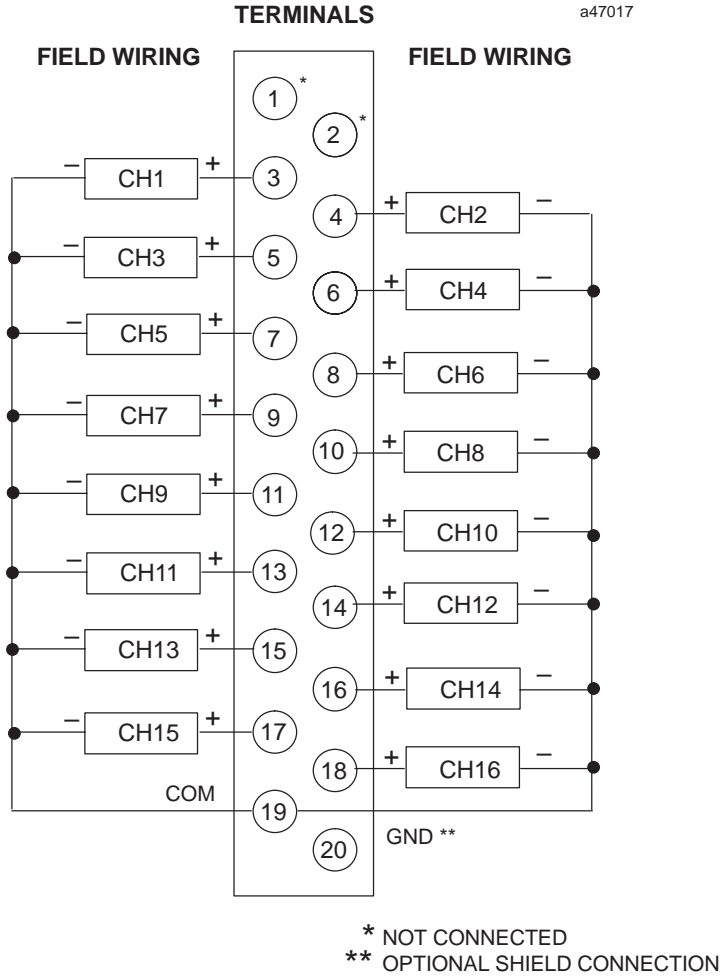 TERMINALS
a47017
FIELD WIRING
FIELD WIRING
1 *
2 *
− CH1 + 3
4 + CH2 −
− CH3 + 5
6 + CH4 −
− CH5 + 7
8 + CH6 −
− CH7 + 9
10 + CH8 −
− CH9 + 11
12 + CH10 −
− CH11 + 13
14 + CH12 −
− CH13 + 15
16 + CH14 −
− CH15 + 17
18 + CH16 −
COM 19
20 GND **
* NOT CONNECTED
** OPTIONAL SHIELD CONNECTION